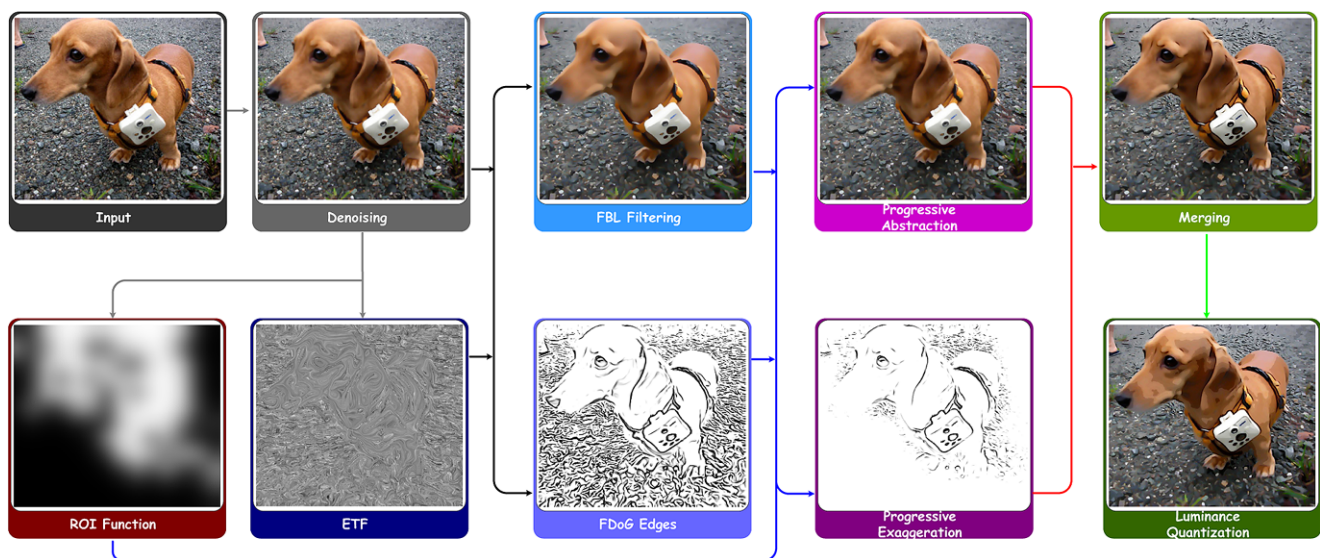 Input
Denoising
FBL Filtering
Progressive
Abstraction
Merging
ROI Function
ETF
FDoG Edges
Progressive
Exaggeration
Luminance
Quantization